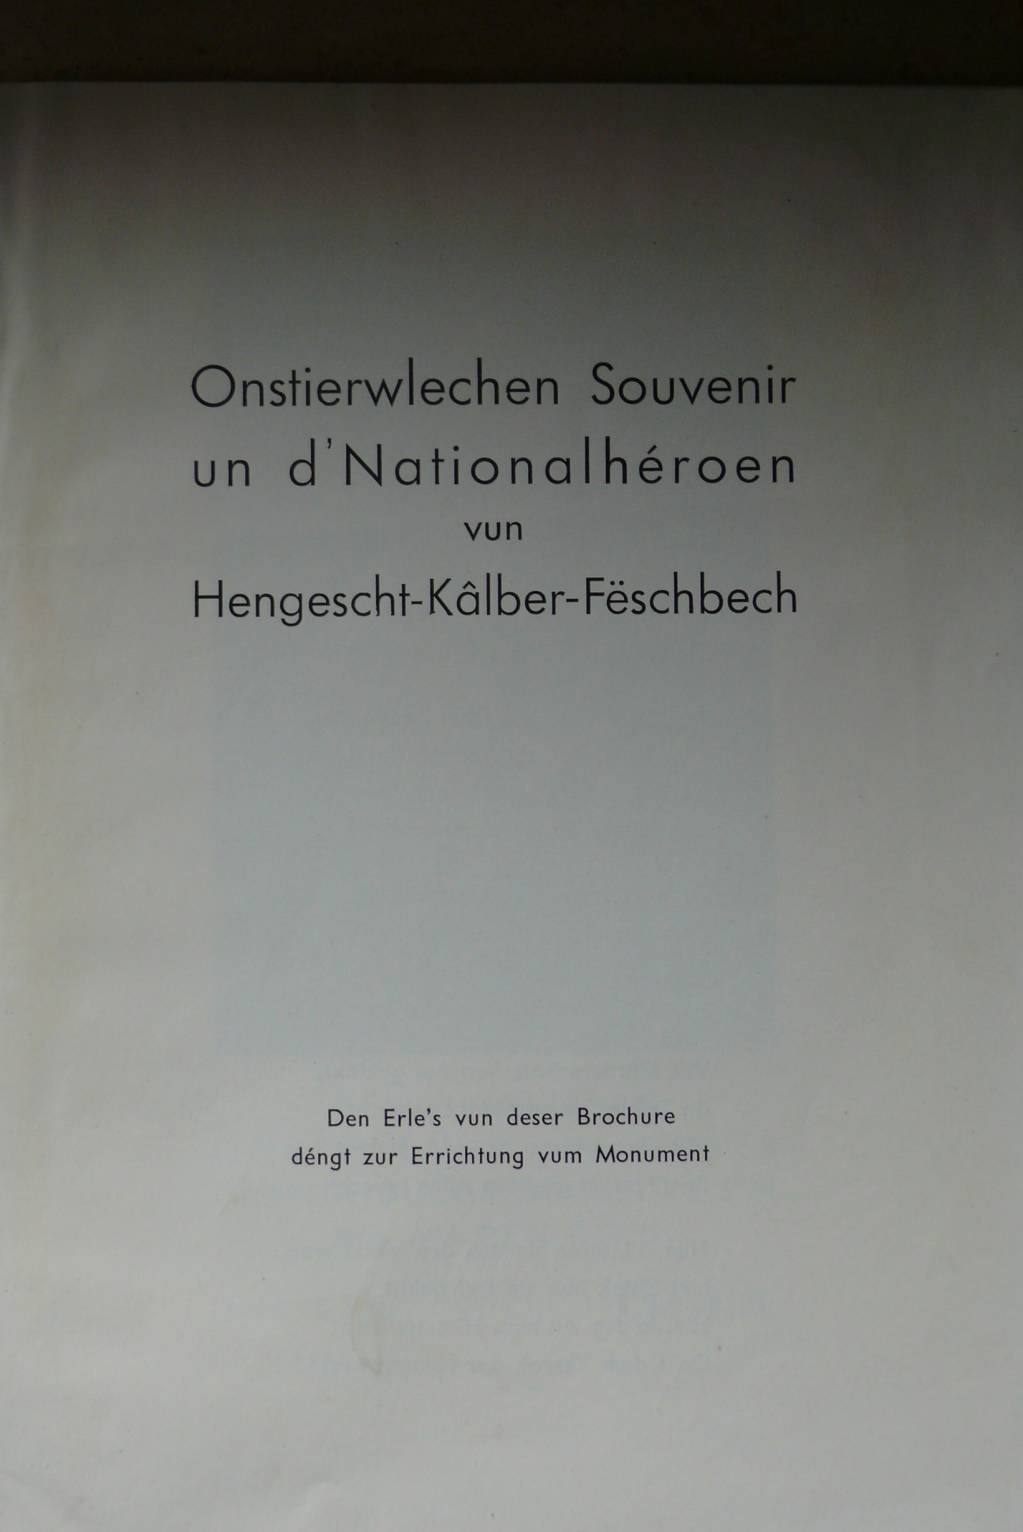 Onstierwlechen Souvenir
un d'Nationalhéroen
vun
Hengescht-Kâlber-Fëschbech
Den Erle's vun deser Brochure
déngt zur Errichtung vum Monument